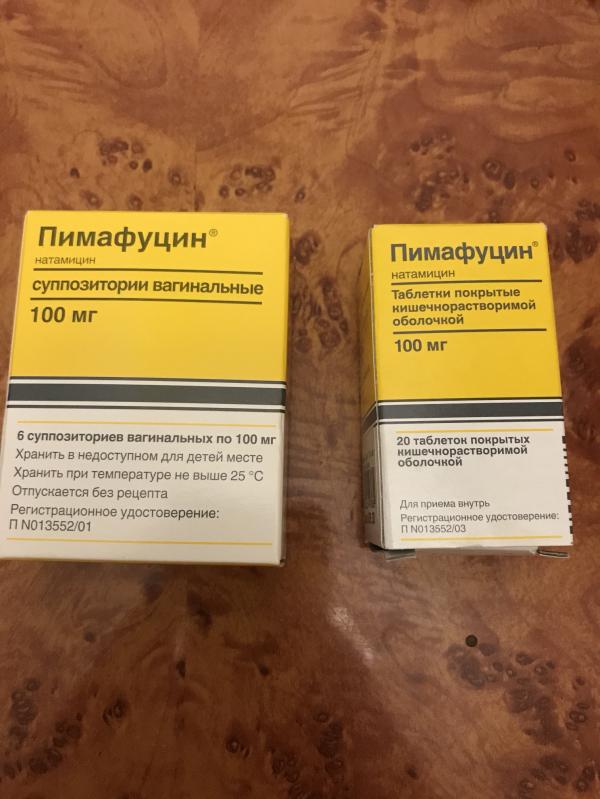 Пимафуцин®
натамицин
суппозитории вагинальные
100 мг
6 суппозиториев вагинальных по 100 мг
Хранить в недоступном для детей месте
Хранить при температуре не выше 25 °C
Отпускается без рецепта
Регистрационное удостоверение:
П N013552/01
Пимафуцин®
натамицин
Таблетки покрытые
кишечнорастворимой
оболочкой
100 мг
20 таблеток покрытых
кишечнорастворимой
оболочкой
Для приема внутрь
Регистрационное удостоверение:
П N013552/03